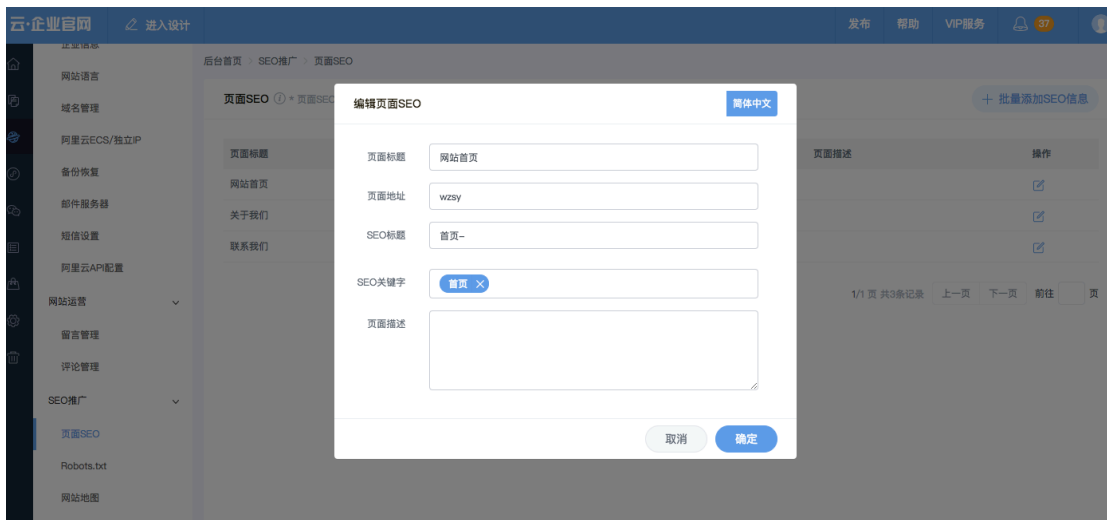 云·企业官网
进入设计
发布
帮助
VIP服务
37
企业信息
网站语言
域名管理
阿里云ECS/独立IP
备份恢复
邮件服务器
短信设置
阿里云API配置
网站运营
留言管理
评论管理
SEO推广
页面SEO
Robots.txt
网站地图
后台首页 > SEO推广 > 页面SEO
页面SEO * 页面SEO
+ 批量添加SEO信息
页面标题
页面描述
操作
网站首页
关于我们
联系我们
1/1 页 共3条记录
上一页
下一页
前往
页
编辑页面SEO
简体中文
页面标题
网站首页
页面地址
wzsy
SEO标题
首页–
SEO关键字
首页 ×
页面描述
取消
确定